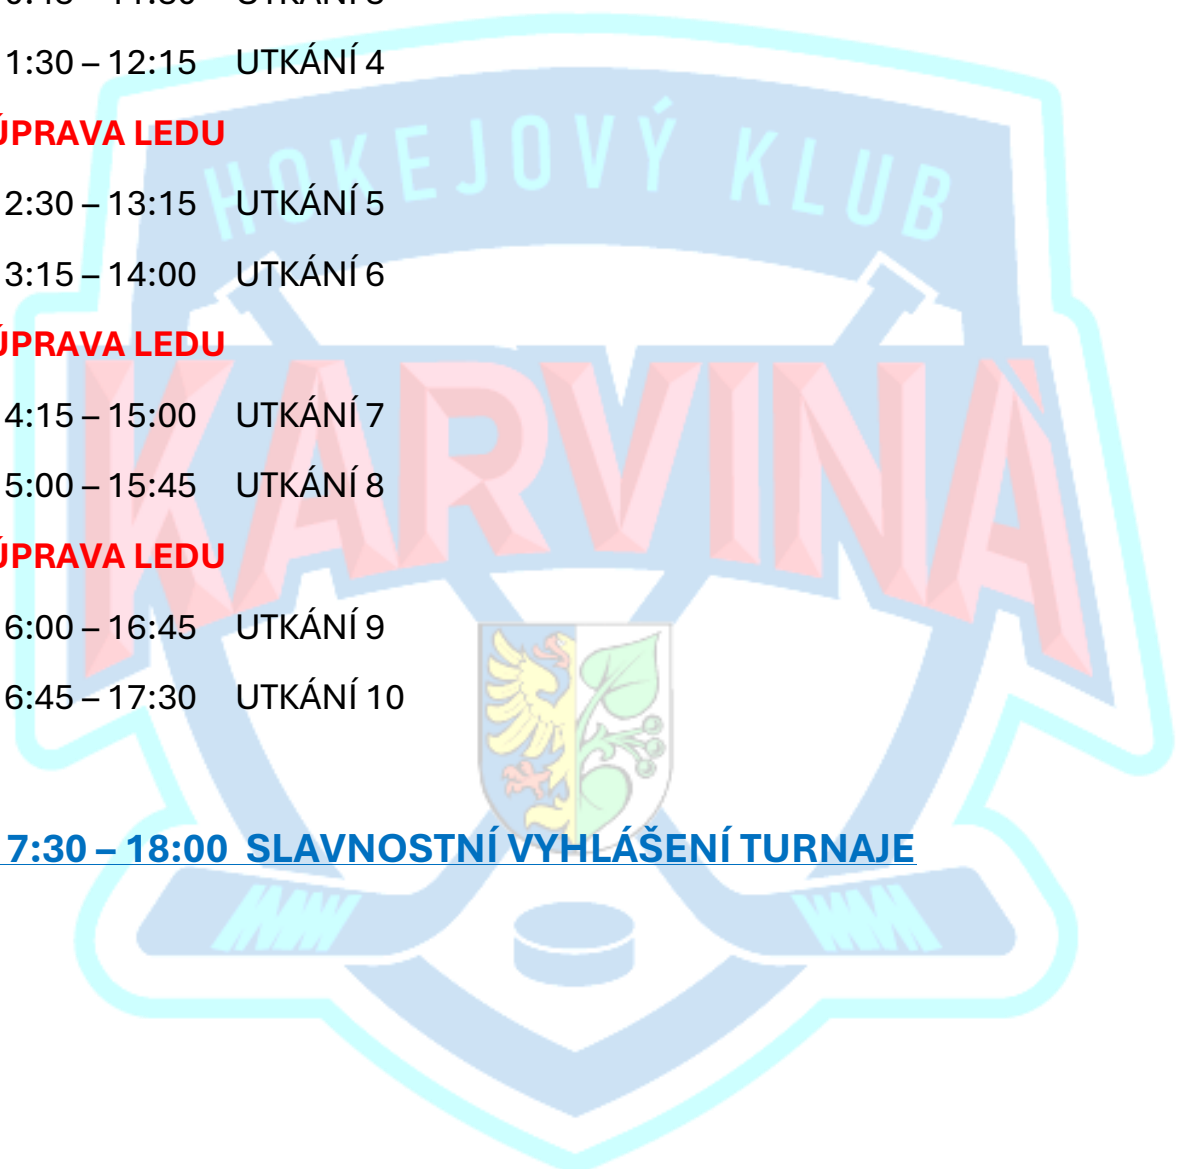 1:30 – 12:15 UTKÁNÍ 4
ÚPRAVA LEDU
2:30 – 13:15 UTKÁNÍ 5
3:15 – 14:00 UTKÁNÍ 6
ÚPRAVA LEDU
4:15 – 15:00 UTKÁNÍ 7
5:00 – 15:45 UTKÁNÍ 8
ÚPRAVA LEDU
6:00 – 16:45 UTKÁNÍ 9
6:45 – 17:30 UTKÁNÍ 10
7:30 – 18:00 SLAVNOSTNÍ VYHLÁŠENÍ TURNAJE
HOKEJOVÝ KLUB
KARVINÁ